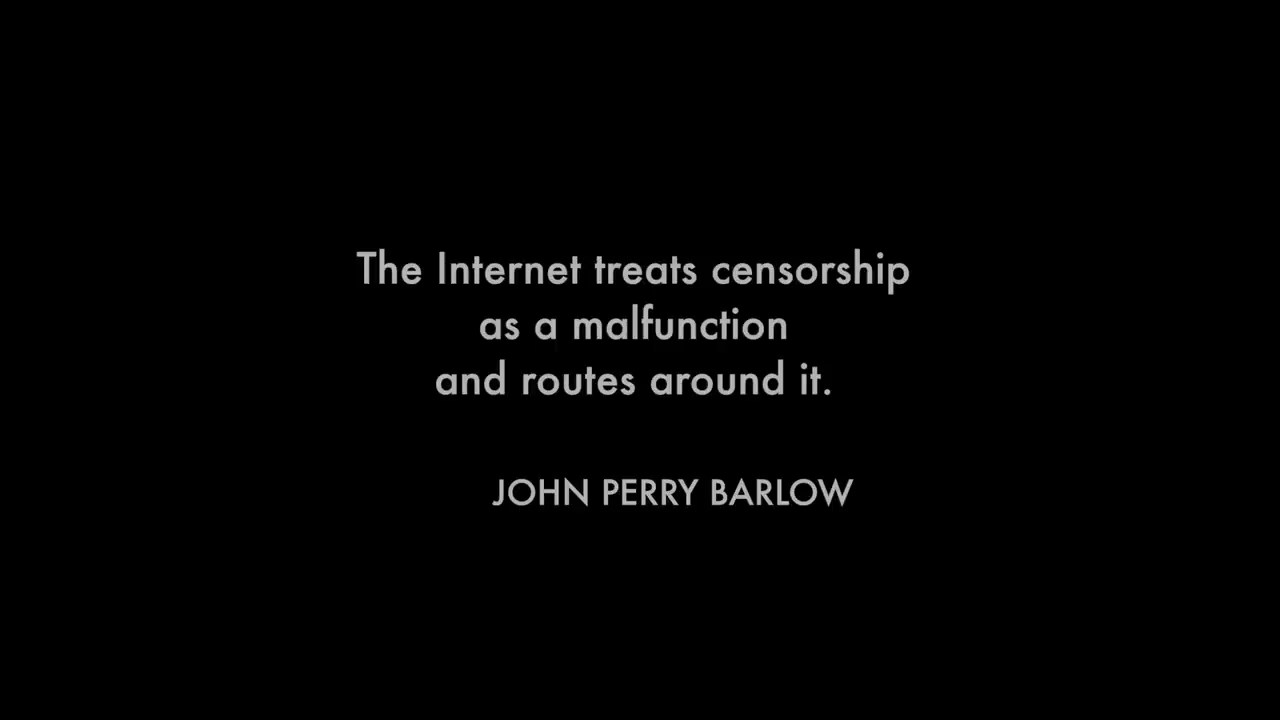 The Internet treats censorship
as a malfunction
and routes around it.
JOHN PERRY BARLOW